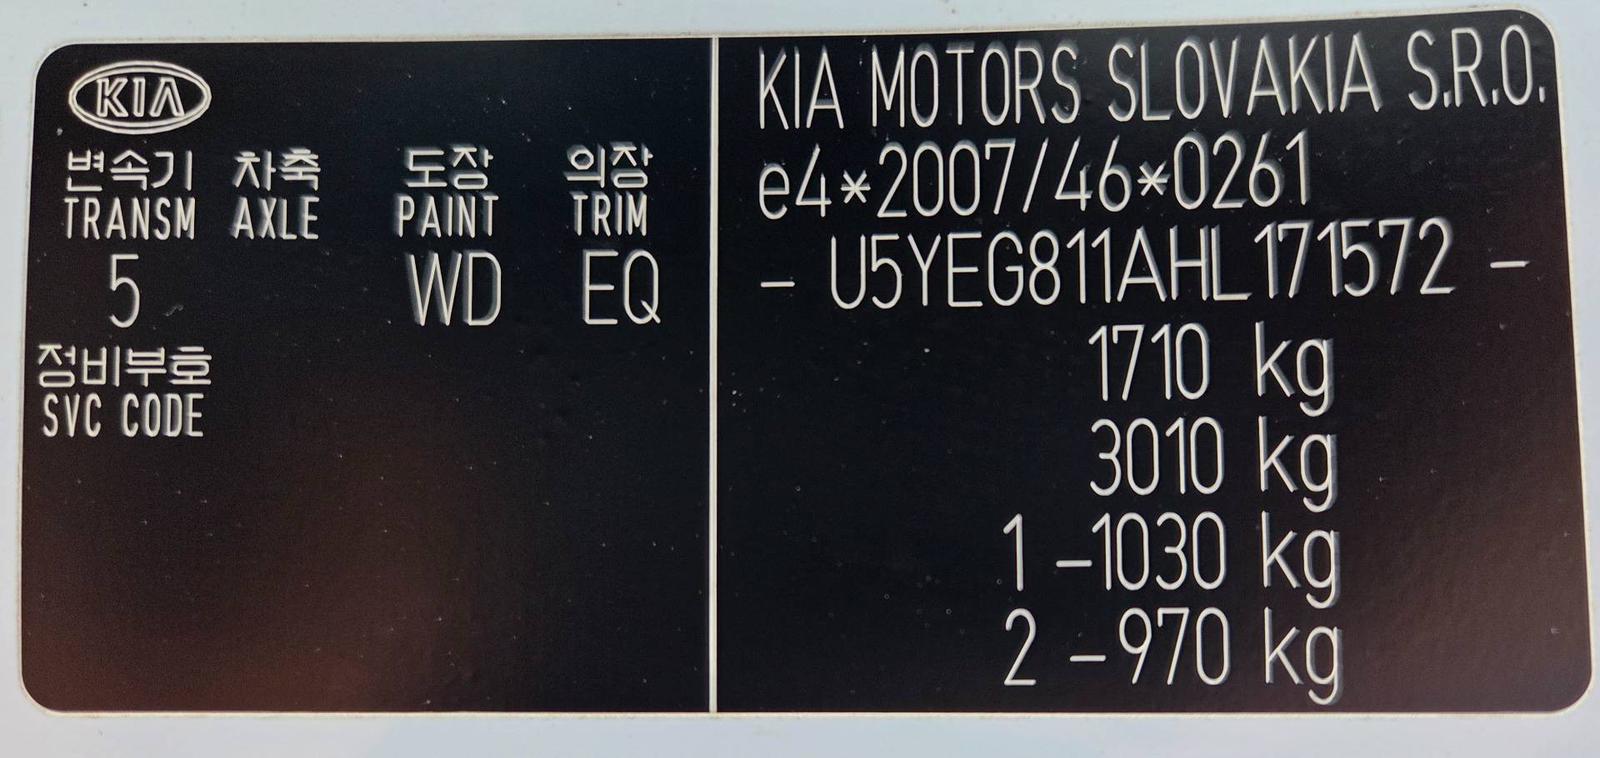 KIA
변속기 차축 도장 의장
TRANSM AXLE PAINT TRIM
5 WD EQ
정비부호
SVC CODE
KIA MOTORS SLOVAKIA S.R.O.
e4*2007/46*0261
- U5YEG811AHL171572 -
1710 kg
3010 kg
1 -1030 kg
2 -970 kg